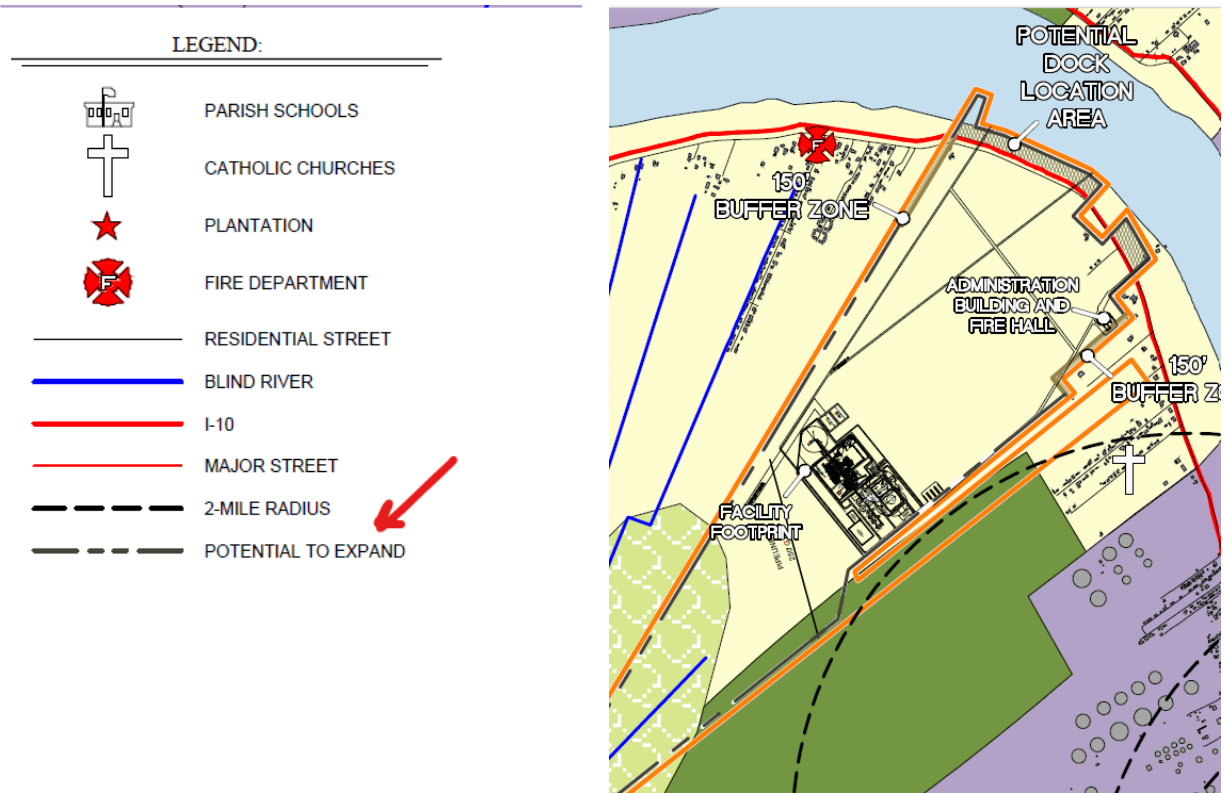 LEGEND:
PARISH SCHOOLS
CATHOLIC CHURCHES
PLANTATION
F
FIRE DEPARTMENT
RESIDENTIAL STREET
BLIND RIVER
I-10
MAJOR STREET
2-MILE RADIUS
POTENTIAL TO EXPAND
POTENTIAL
DOCK
LOCATION
AREA
F
150'
BUFFER ZONE
ADMINISTRATION
BUILDING AND
FIRE HALL
150'
BUFFER
FACILITY
FOOTPRINT